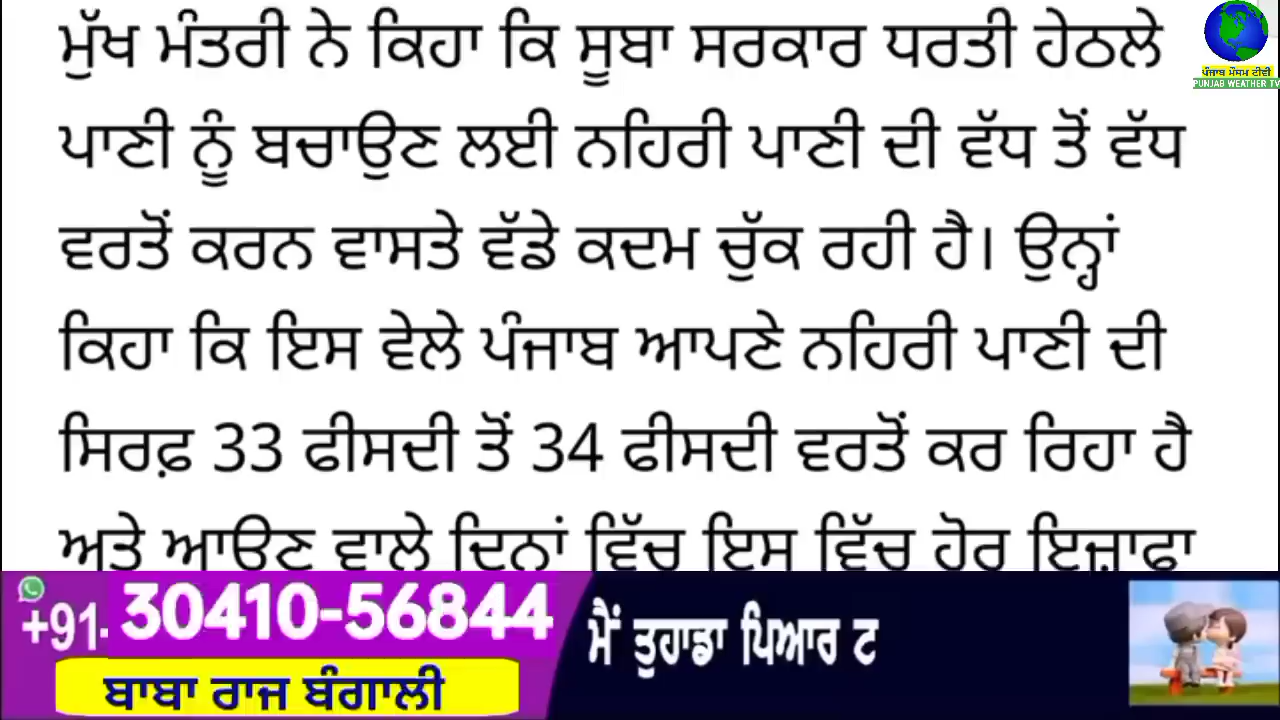 ਮੁੱਖ ਮੰਤਰੀ ਨੇ ਕਿਹਾ ਕਿ ਸੂਬਾ ਸਰਕਾਰ ਧਰਤੀ ਹੇਠਲੇ
ਪਾਣੀ ਨੂੰ ਬਚਾਉਣ ਲਈ ਨਹਿਰੀ ਪਾਣੀ ਦੀ ਵੱਧ ਤੋਂ ਵੱਧ
ਵਰਤੋਂ ਕਰਨ ਵਾਸਤੇ ਵੱਡੇ ਕਦਮ ਚੁੱਕ ਰਹੀ ਹੈ। ਉਨ੍ਹਾਂ
ਕਿਹਾ ਕਿ ਇਸ ਵੇਲੇ ਪੰਜਾਬ ਆਪਣੇ ਨਹਿਰੀ ਪਾਣੀ ਦੀ
ਸਿਰਫ਼ 33 ਫੀਸਦੀ ਤੋਂ 34 ਫੀਸਦੀ ਵਰਤੋਂ ਕਰ ਰਿਹਾ ਹੈ
ਅਤੇ ਆਉਣ ਵਾਲੇ ਦਿਨਾਂ ਵਿੱਚ ਇਸ ਵਿੱਚ ਹੋਰ ਇਜ਼ਾਫਾ
ਪੰਜਾਬ ਮੌਸਮ ਟੀਵੀ
PUNJAB WEATHER TV
+91. 30410-56844
ਬਾਬਾ ਰਾਜ ਬੰਗਾਲੀ
ਮੈਂ ਤੁਹਾਡਾ ਪਿਆਰ ਟ